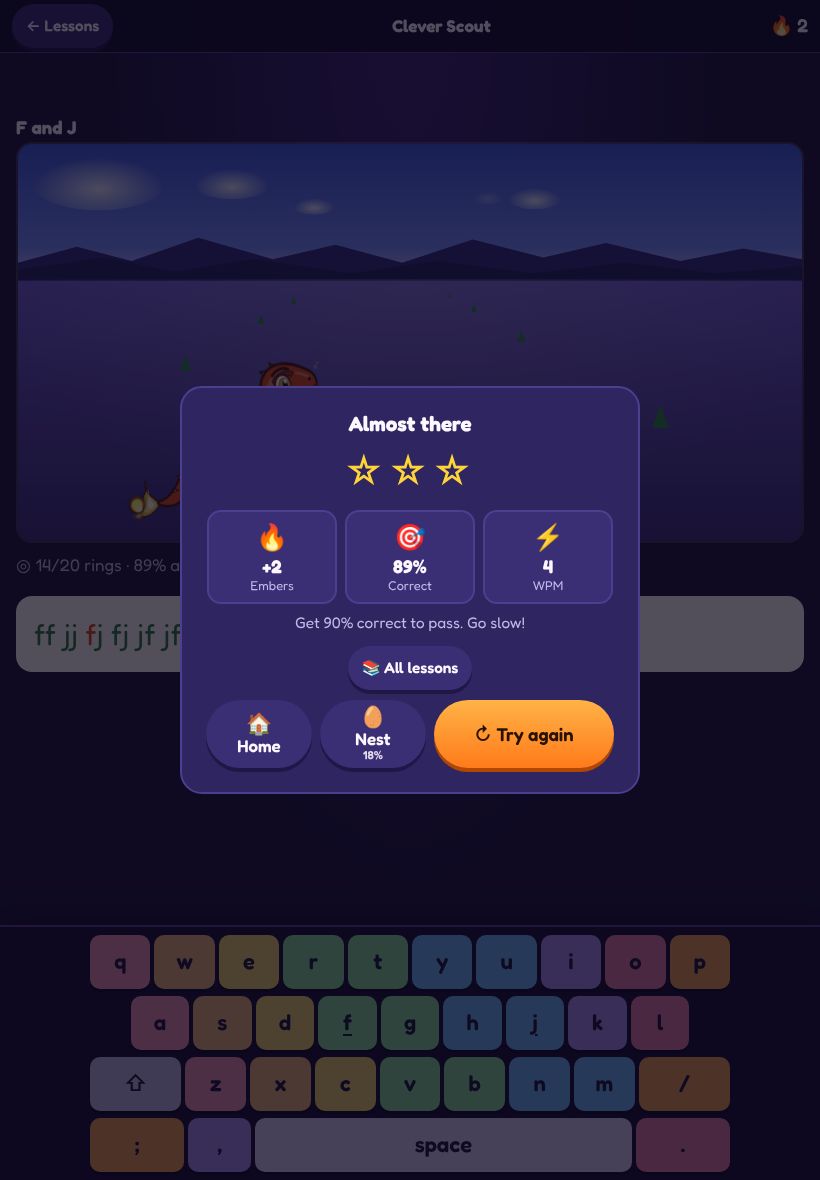 ← Lessons
Clever Scout
🔥 2
F and J
Almost there
+2
Embers
89%
Correct
4
WPM
◎ 14/20 rings · 89% a
Get 90% correct to pass. Go slow!
ff jj fj fj jf jf
📚 All lessons
🏠 Home
🥚 Nest
18%
↻ Try again
q w e r t y u i o p
a s d f g h j k l
⇧ z x c v b n m /
; , space .